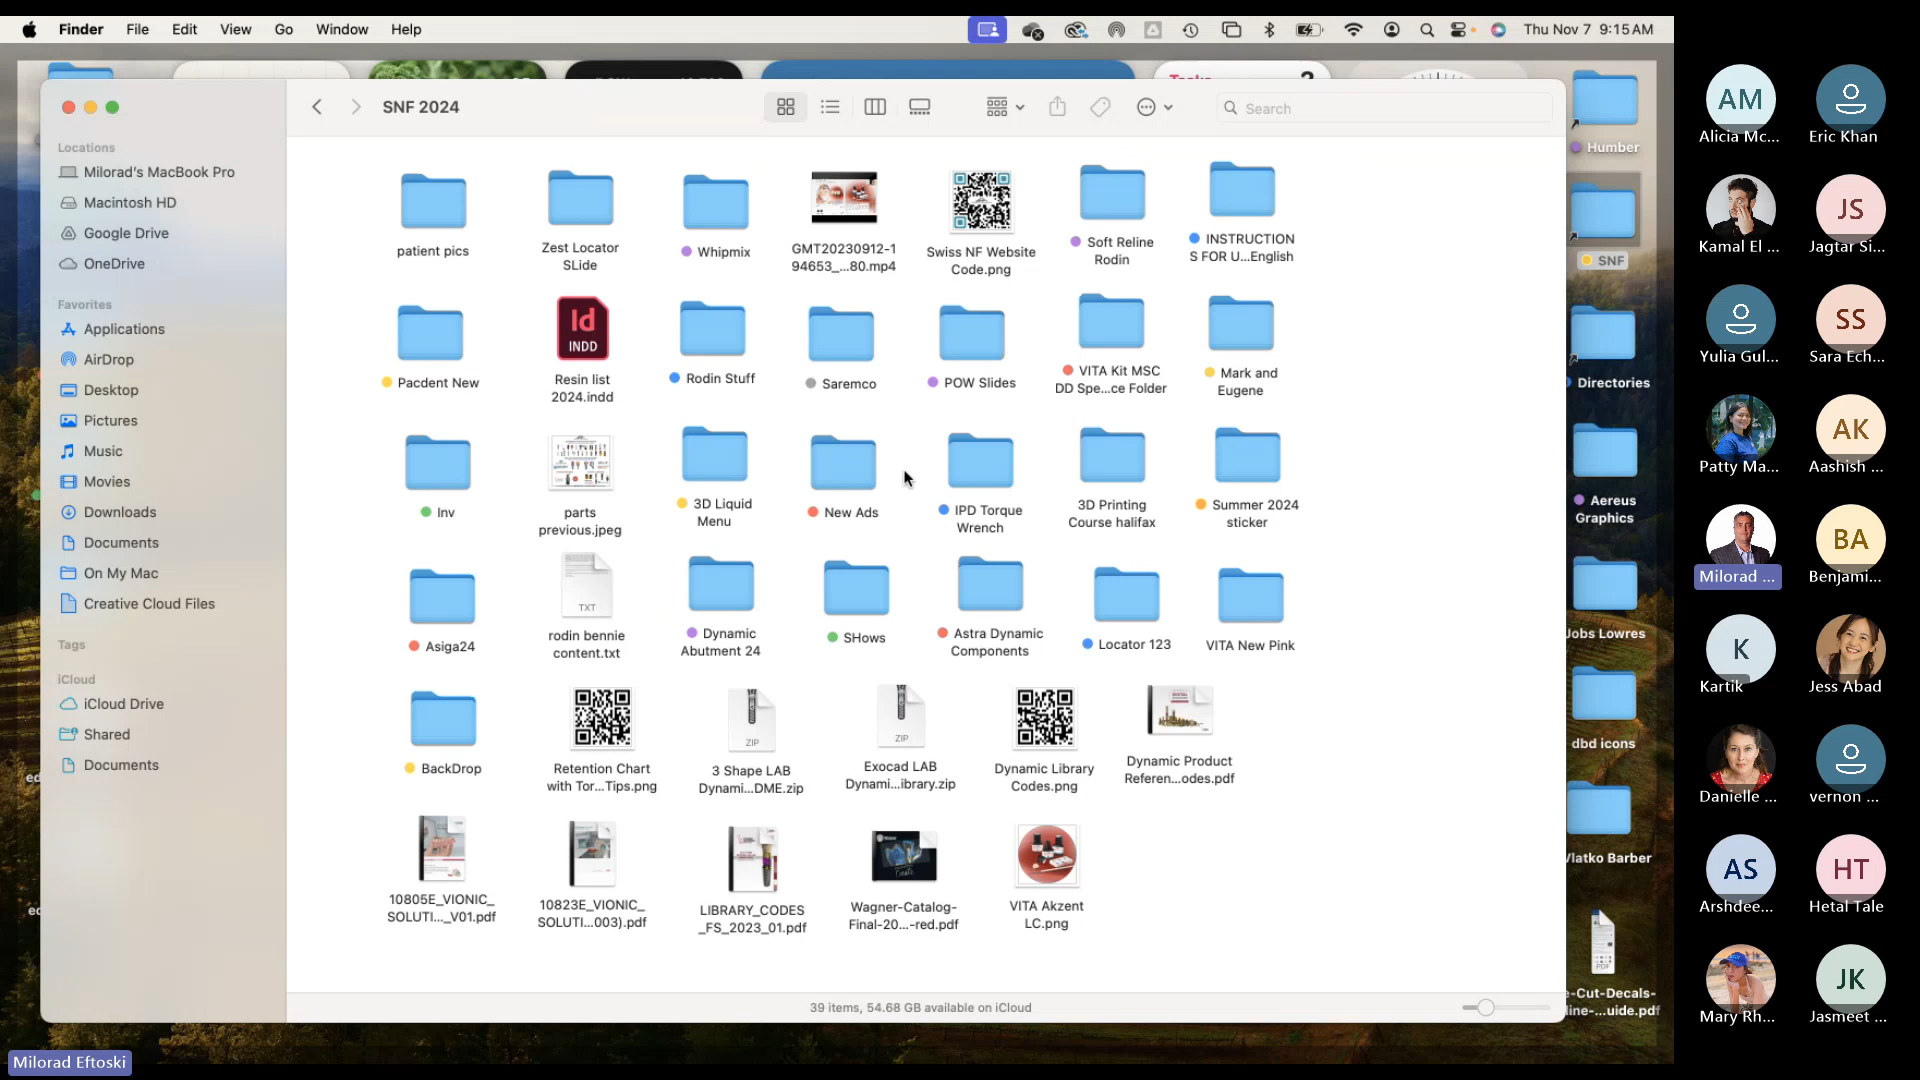 Finder File Edit View Go Window Help
Thu Nov 7 9:15 AM
Tasks
SNF 2024
Search
Locations
Milorad's MacBook Pro
Macintosh HD
Google Drive
OneDrive
Favorites
Applications
AirDrop
Desktop
Pictures
Music
Movies
Downloads
Documents
On My Mac
Creative Cloud Files
Tags
iCloud
iCloud Drive
Shared
Documents
patient pics
Zest Locator
SLide
Whipmix
GMT20230912-1
94653_...80.mp4
Swiss NF Website
Code.png
Soft Reline
Rodin
INSTRUCTION
S FOR U...English
Pacdent New
Id
INDD
Resin list
2024.indd
Rodin Stuff
Saremco
POW Slides
VITA Kit MSC
DD Spe...ce Folder
Mark and
Eugene
Inv
parts
previous.jpeg
3D Liquid
Menu
New Ads
IPD Torque
Wrench
3D Printing
Course halifax
Summer 2024
sticker
Asiga24
TXT
rodin bennie
content.txt
Dynamic
Abutment 24
SHows
Astra Dynamic
Components
Locator 123
VITA New Pink
BackDrop
Retention Chart
with Tor...Tips.png
ZIP
3 Shape LAB
Dynami...DME.zip
ZIP
Exocad LAB
Dynami...ibrary.zip
Dynamic Library
Codes.png
Dynamic Product
Referen...odes.pdf
10805E_VIONIC_
SOLUTI..._V01.pdf
10823E_VIONIC_
SOLUTI...003).pdf
LIBRARY_CODES
_FS_2023_01.pdf
Wagner-Catalog-
Final-20...-red.pdf
VITA Akzent
LC.png
39 items, 54.68 GB available on iCloud
Humber
SNF
Directories
Aereus
Graphics
Jobs Lowres
dbd icons
Vlatko Barber
PDF
e-Cut-Decals-
line-...uide.pdf
AM
Alicia Mc...
Eric Khan
Kamal El ...
JS
Jagtar Si...
Yulia Gul...
SS
Sara Ech...
Patty Ma...
AK
Aashish ...
Milorad ...
BA
Benjami...
K
Kartik
Jess Abad
Danielle ...
vernon ...
AS
Arshdee...
HT
Hetal Tale
Mary Rh...
JK
Jasmeet ...
Milorad Eftoski